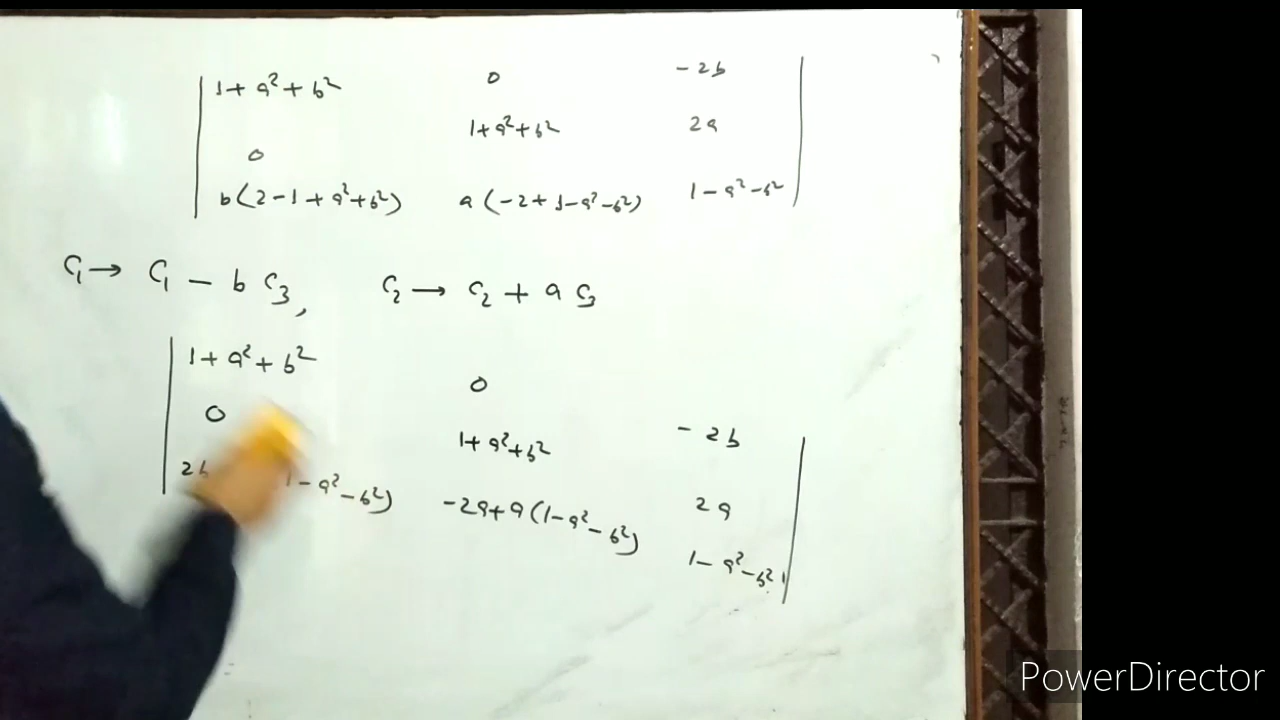 1+a²+b² 0 -2b
0 1+a²+b² 2a
b(2-1+a²+b²) a(-2+1-a²-b²) 1-a²-b²
C₁→ C₁ - b C₃, C₂→ C₂ + a C₃
1+a²+b² 0 -2b
0 1+a²+b² 2a
2b 1-a²-b²) -2a+a(1-a²-b²) 1-a²-b²
PowerDirector